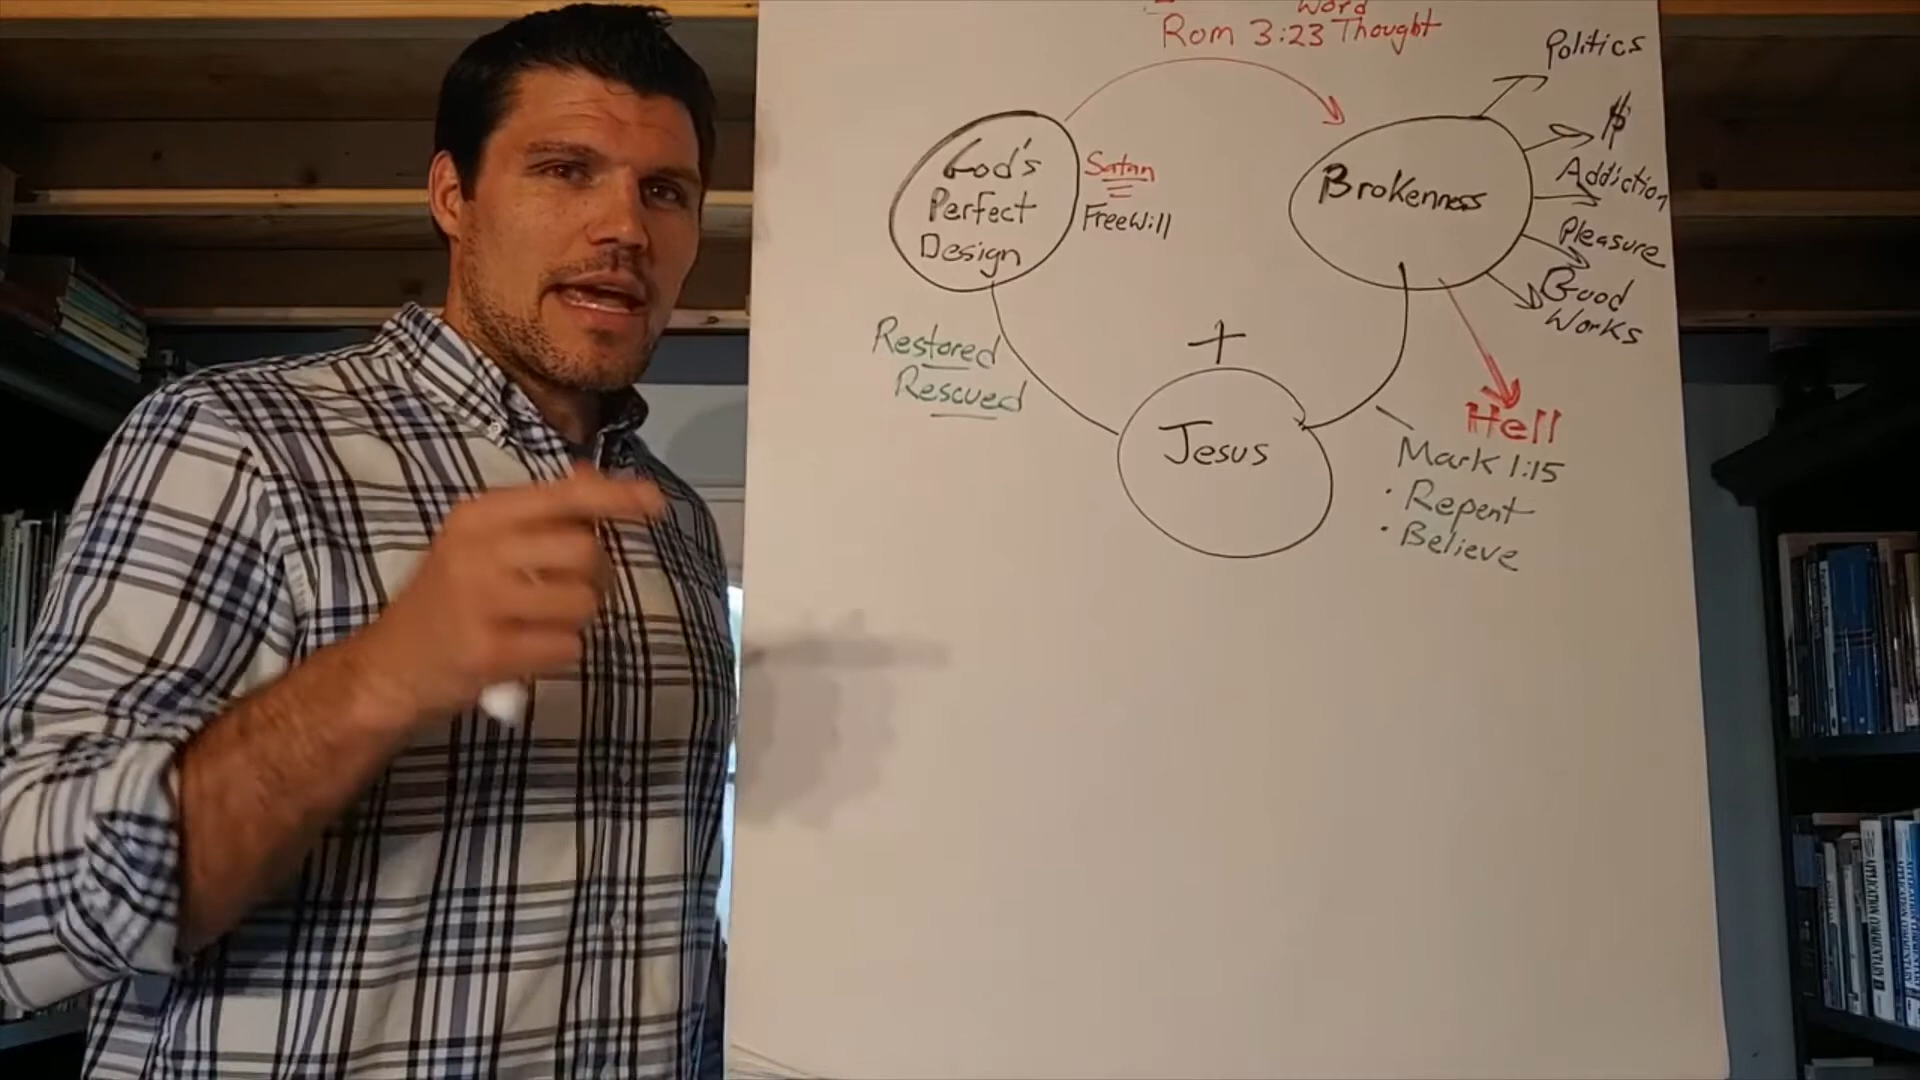 Word
Rom 3:23 Thought
Politics
$
Addiction
Pleasure
Good
Works
God's
Perfect
Design
Satan
Freewill
Brokenness
Restored
Rescued
Jesus
Hell
Mark 1:15
• Repent
• Believe